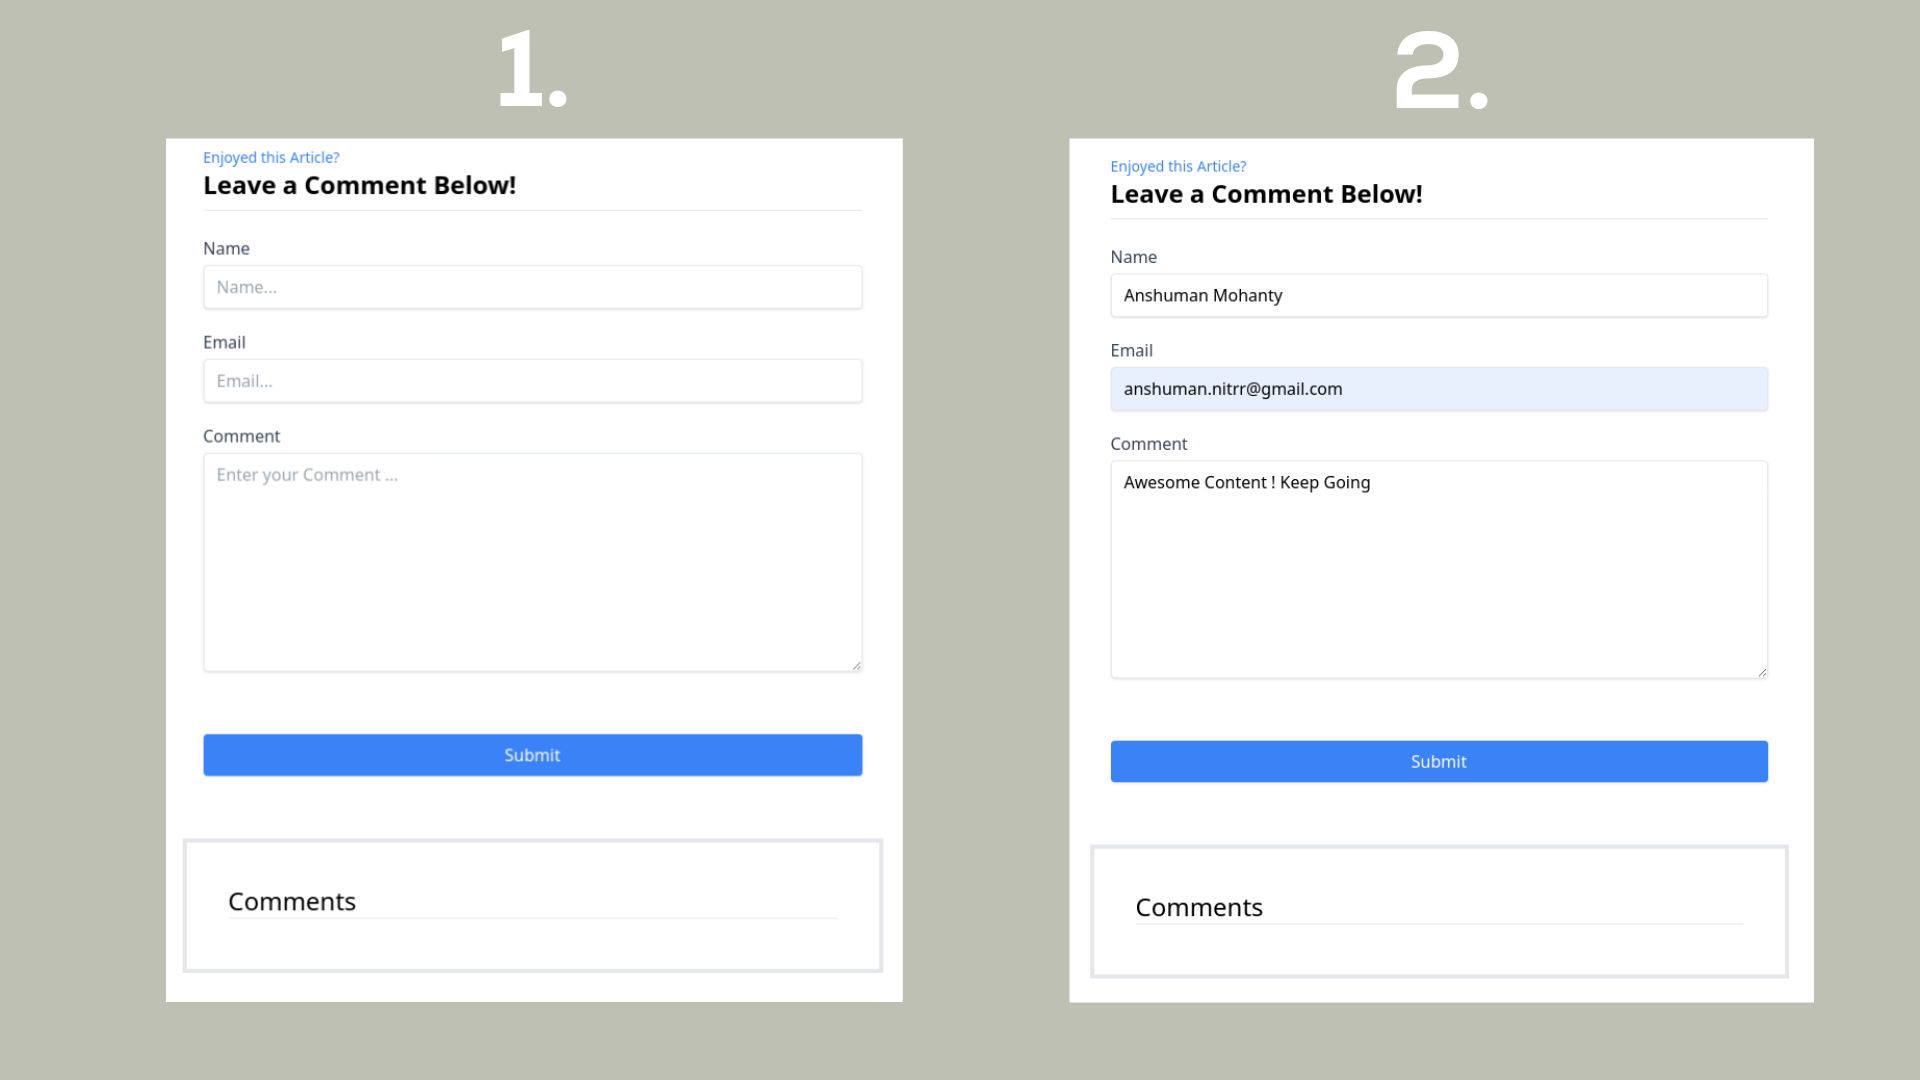 1.
Enjoyed this Article?
Leave a Comment Below!
Name
Name...
Email
Email...
Comment
Enter your Comment ...
Submit
Comments
2.
Enjoyed this Article?
Leave a Comment Below!
Name
Anshuman Mohanty
Email
anshuman.nitrr@gmail.com
Comment
Awesome Content ! Keep Going
Submit
Comments